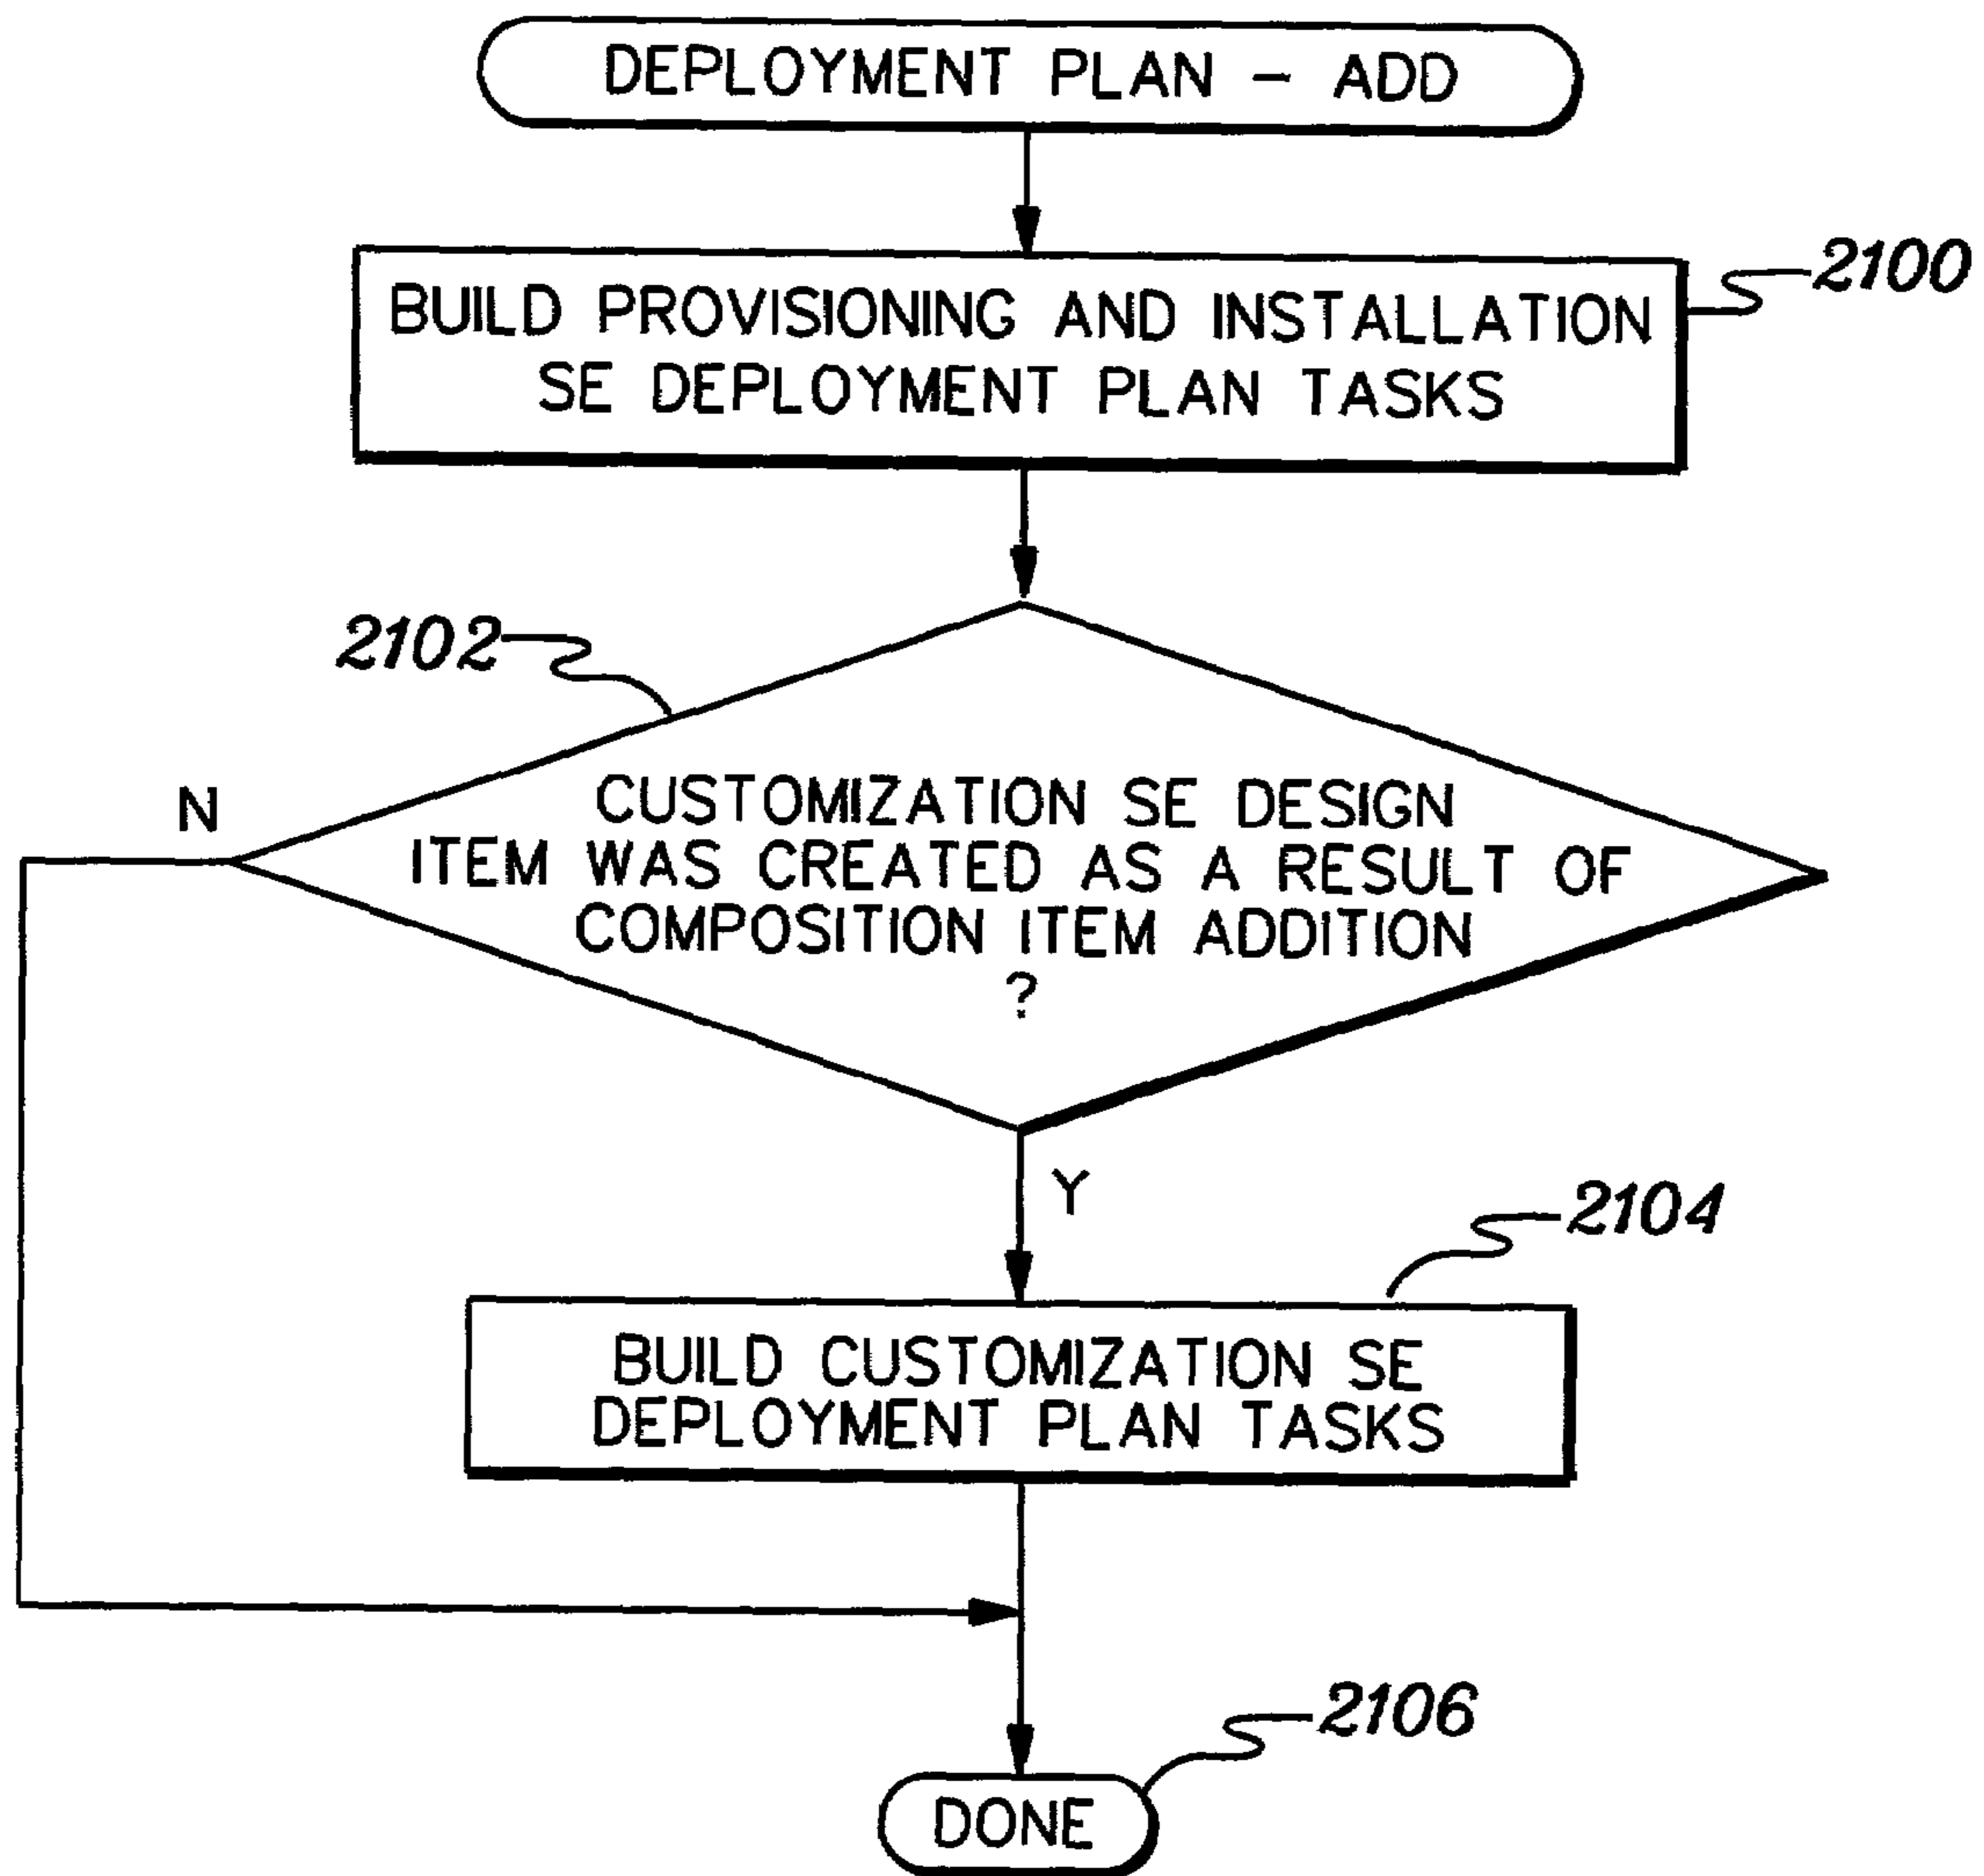 DEPLOYMENT PLAN – ADD
BUILD PROVISIONING AND INSTALLATION
SE DEPLOYMENT PLAN TASKS
2100
2102
CUSTOMIZATION SE DESIGN
ITEM WAS CREATED AS A RESULT OF
COMPOSITION ITEM ADDITION
?
N
Y
2104
BUILD CUSTOMIZATION SE
DEPLOYMENT PLAN TASKS
2106
DONE